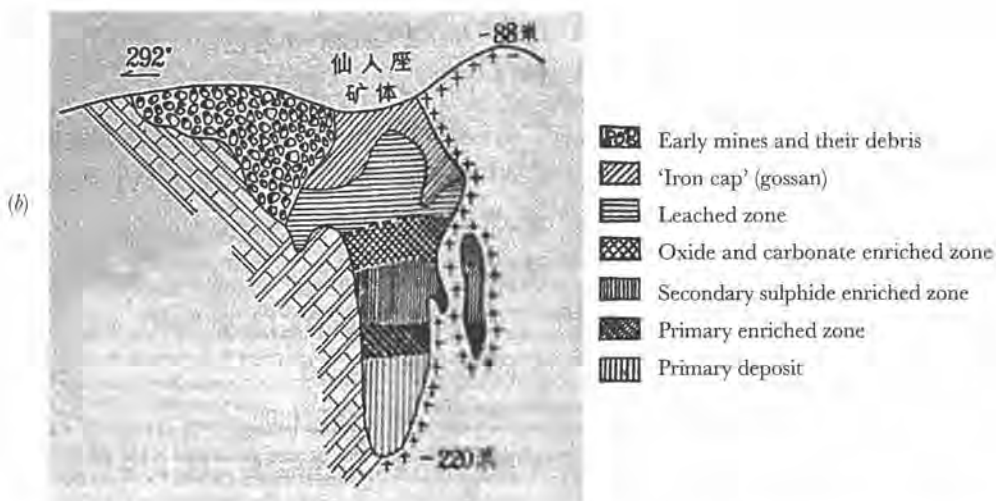 (b)
292°
仙人座
矿体
-88米
-220米
Early mines and their debris
'Iron cap' (gossan)
Leached zone
Oxide and carbonate enriched zone
Secondary sulphide enriched zone
Primary enriched zone
Primary deposit